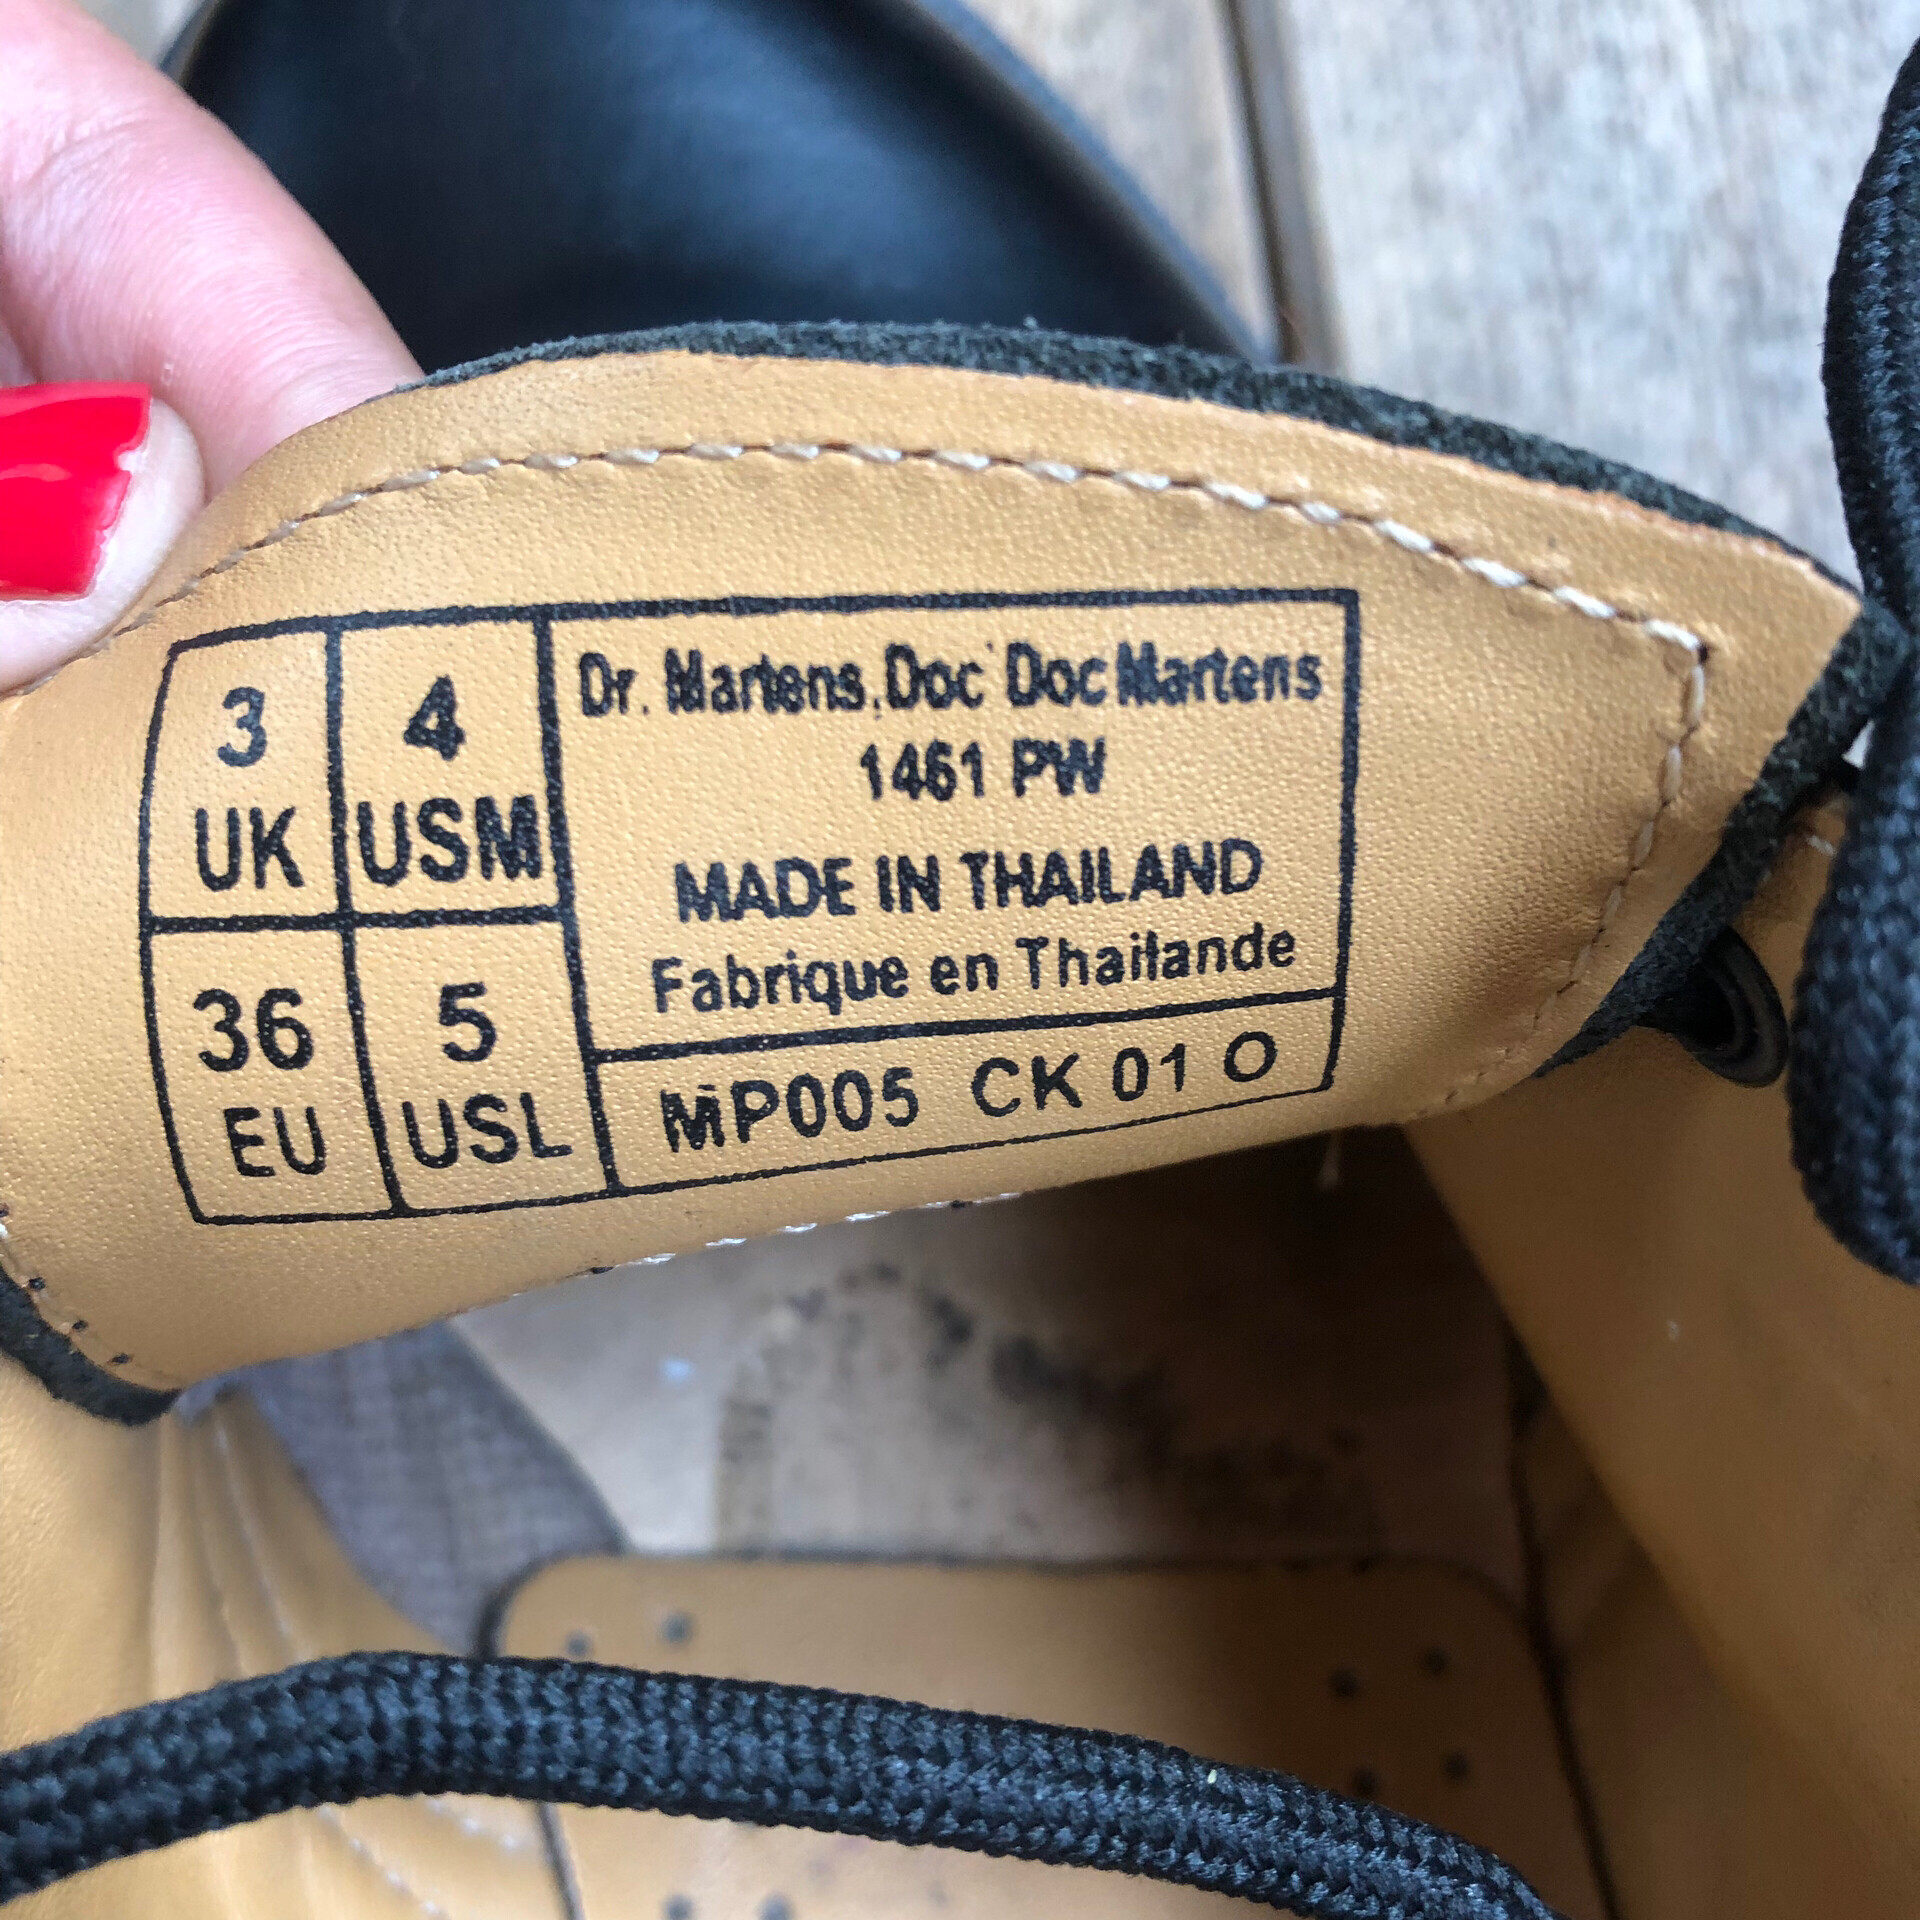 3
UK
4
USM
36
EU
5
USL
Dr. Martens, Doc' Doc Martens
1461 PW
MADE IN THAILAND
Fabrique en Thailande
MP005 CK 01 O